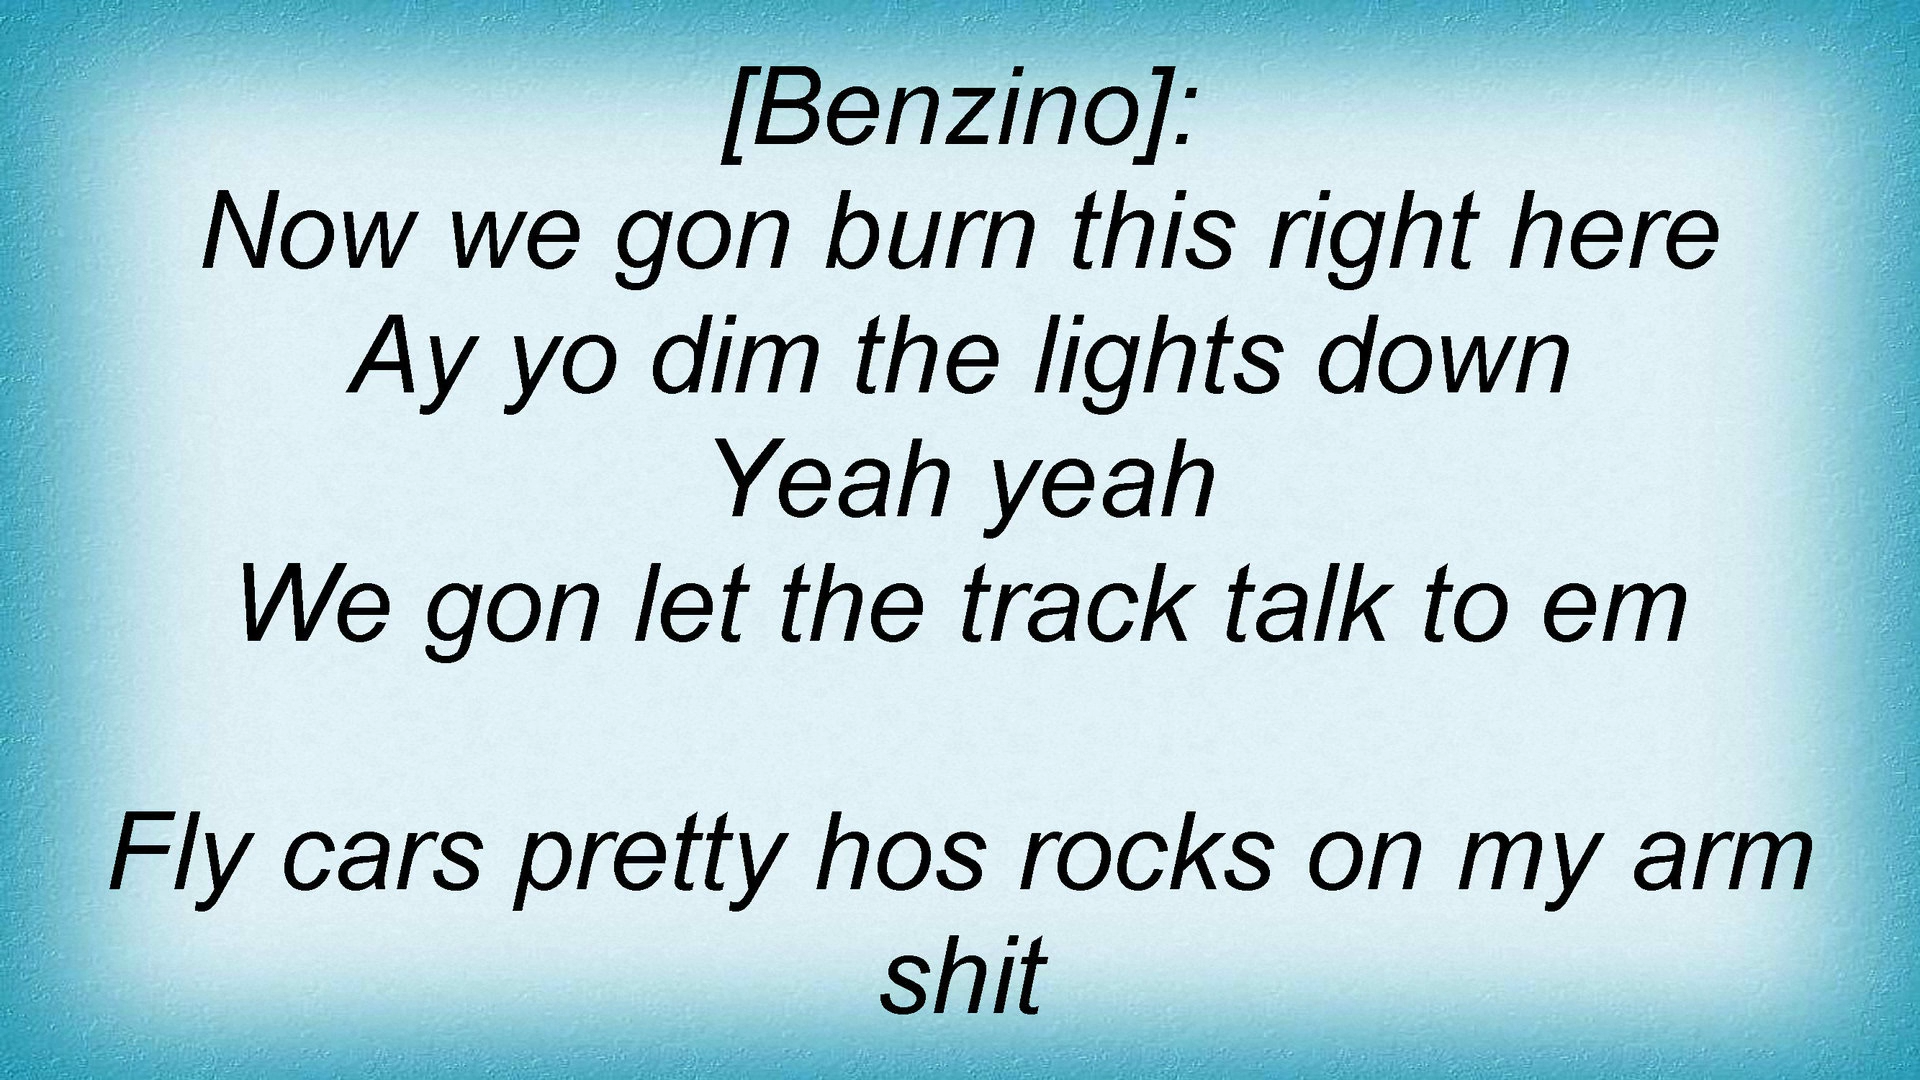 [Benzino]:
Now we gon burn this right here
Ay yo dim the lights down
Yeah yeah
We gon let the track talk to em
Fly cars pretty hos rocks on my arm
shit